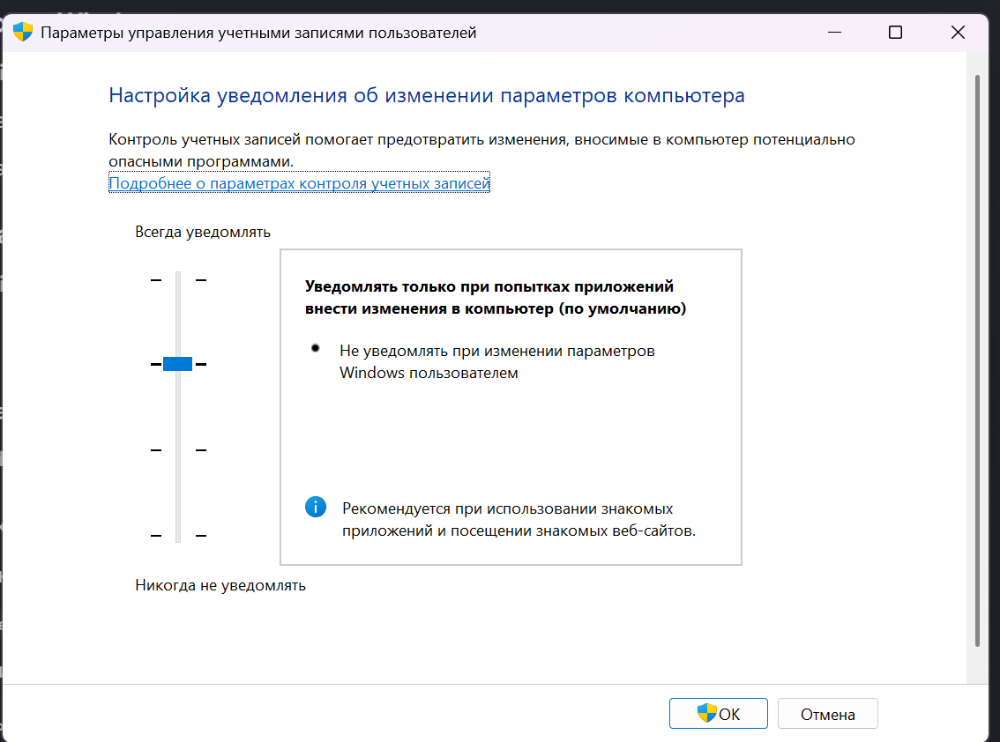 Параметры управления учетными записями пользователей
Настройка уведомления об изменении параметров компьютера
Контроль учетных записей помогает предотвратить изменения, вносимые в компьютер потенциально
опасными программами.
Подробнее о параметрах контроля учетных записей
Всегда уведомлять
Уведомлять только при попытках приложений
внести изменения в компьютер (по умолчанию)
Не уведомлять при изменении параметров
Windows пользователем
Рекомендуется при использовании знакомых
приложений и посещении знакомых веб-сайтов.
Никогда не уведомлять
OK
Отмена